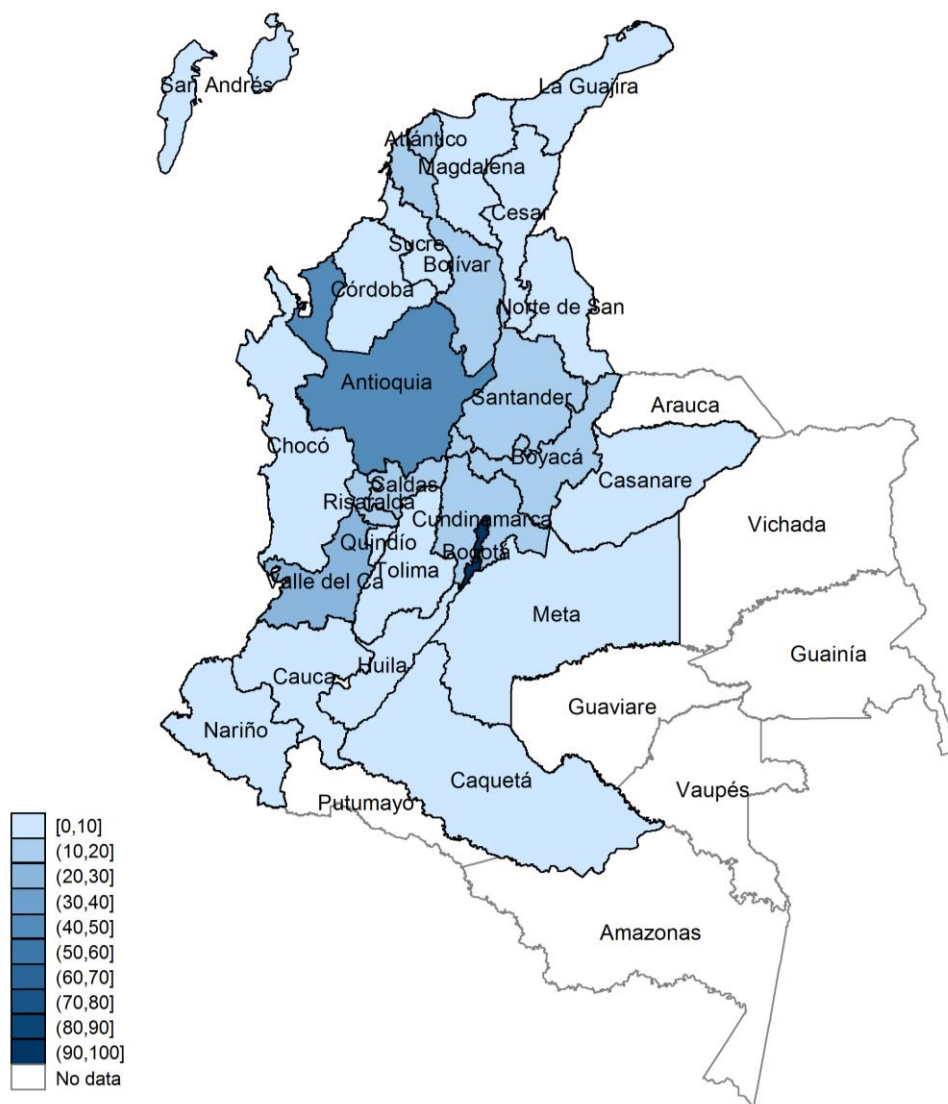 San Andrés
La Guajira
Atlántico
Magdalena
Cesar
Sucre
Bolívar
Córdoba
Norte de San
Antioquia
Santander
Arauca
Chocó
Boyacá
Caldas
Casanare
Risaralda
Cundinamarca
Vichada
Quindío
Bogotá
Tolima
Valle del Ca
Meta
Guainía
Huila
Cauca
Guaviare
Nariño
Caquetá
Vaupés
Putumayo
Amazonas
[0,10]
(10,20]
(20,30]
(30,40]
(40,50]
(50,60]
(60,70]
(70,80]
(80,90]
(90,100]
No data